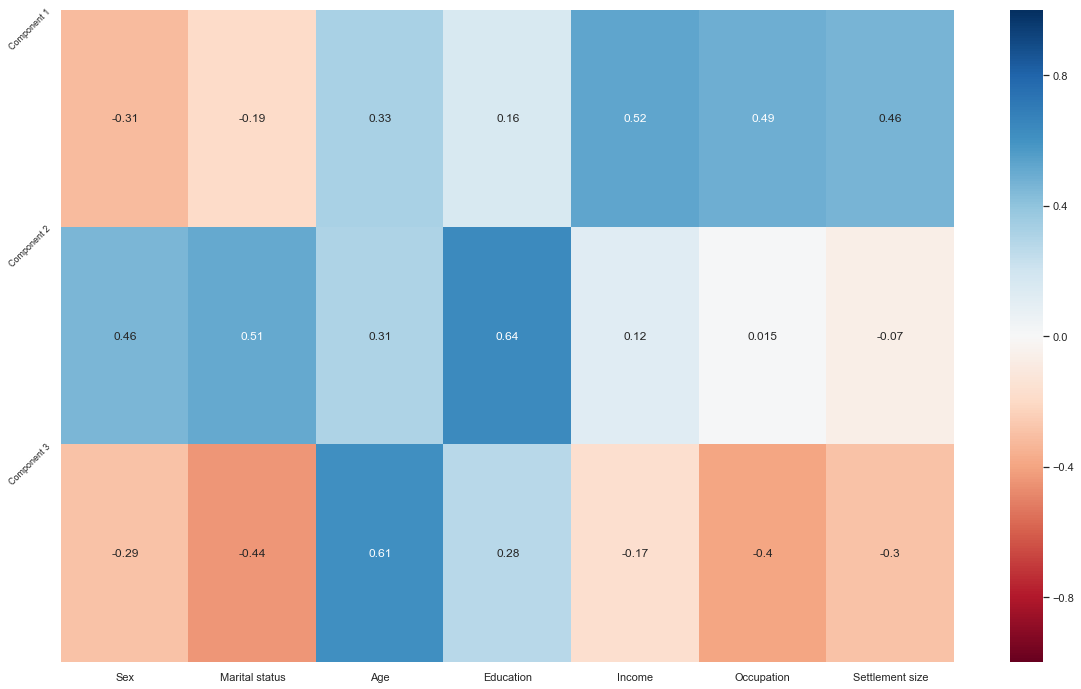 Component 1
-0.31 -0.19 0.33 0.16 0.52 0.49 0.46
Component 2
0.46 0.51 0.31 0.64 0.12 0.015 -0.07
Component 3
-0.29 -0.44 0.61 0.28 -0.17 -0.4 -0.3
Sex Marital status Age Education Income Occupation Settlement size
0.8
0.4
0.0
−0.4
−0.8